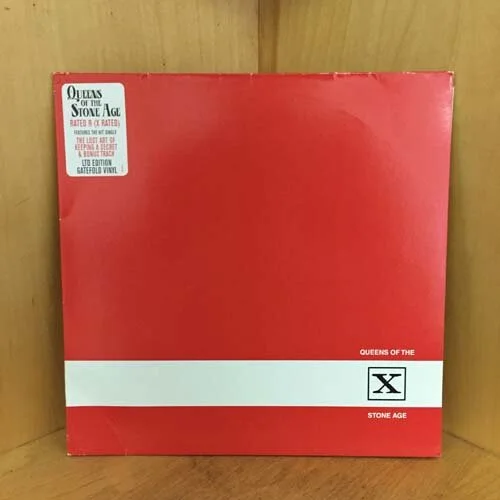 QUEENS
OF THE
STONE AGE
RATED R (X RATED)
FEATURES THE HIT SINGLE
THE LOST ART OF
KEEPING A SECRET
& BONUS TRACK
LTD EDITION
GATEFOLD VINYL
QUEENS OF THE
X
STONE AGE